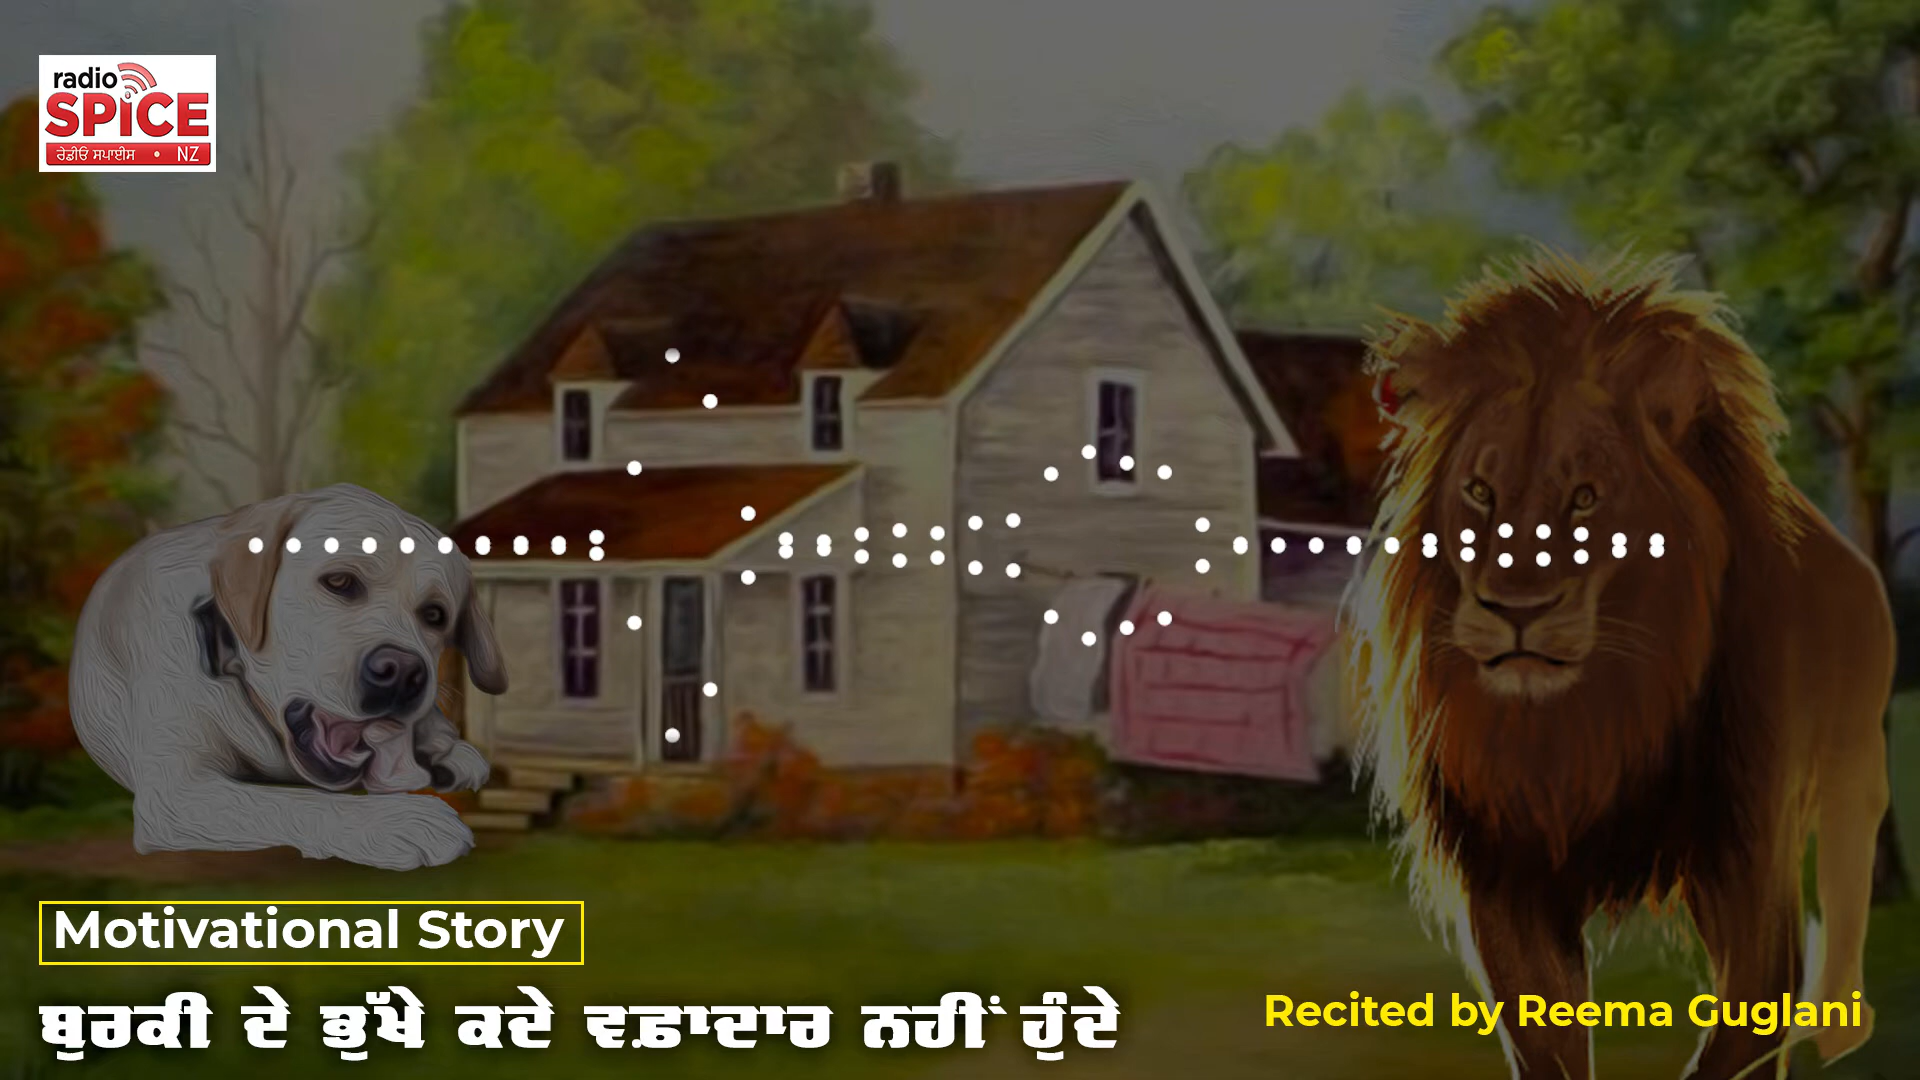 radio
SPiCE
ਰੇਡੀਓ ਸਪਾਈਸ • NZ
Motivational Story
ਬੁਰਕੀ ਦੇ ਭੁੱਖੇ ਕਦੇ ਵਫ਼ਾਦਾਰ ਨਹੀਂ ਹੁੰਦੇ
Recited by Reema Guglani